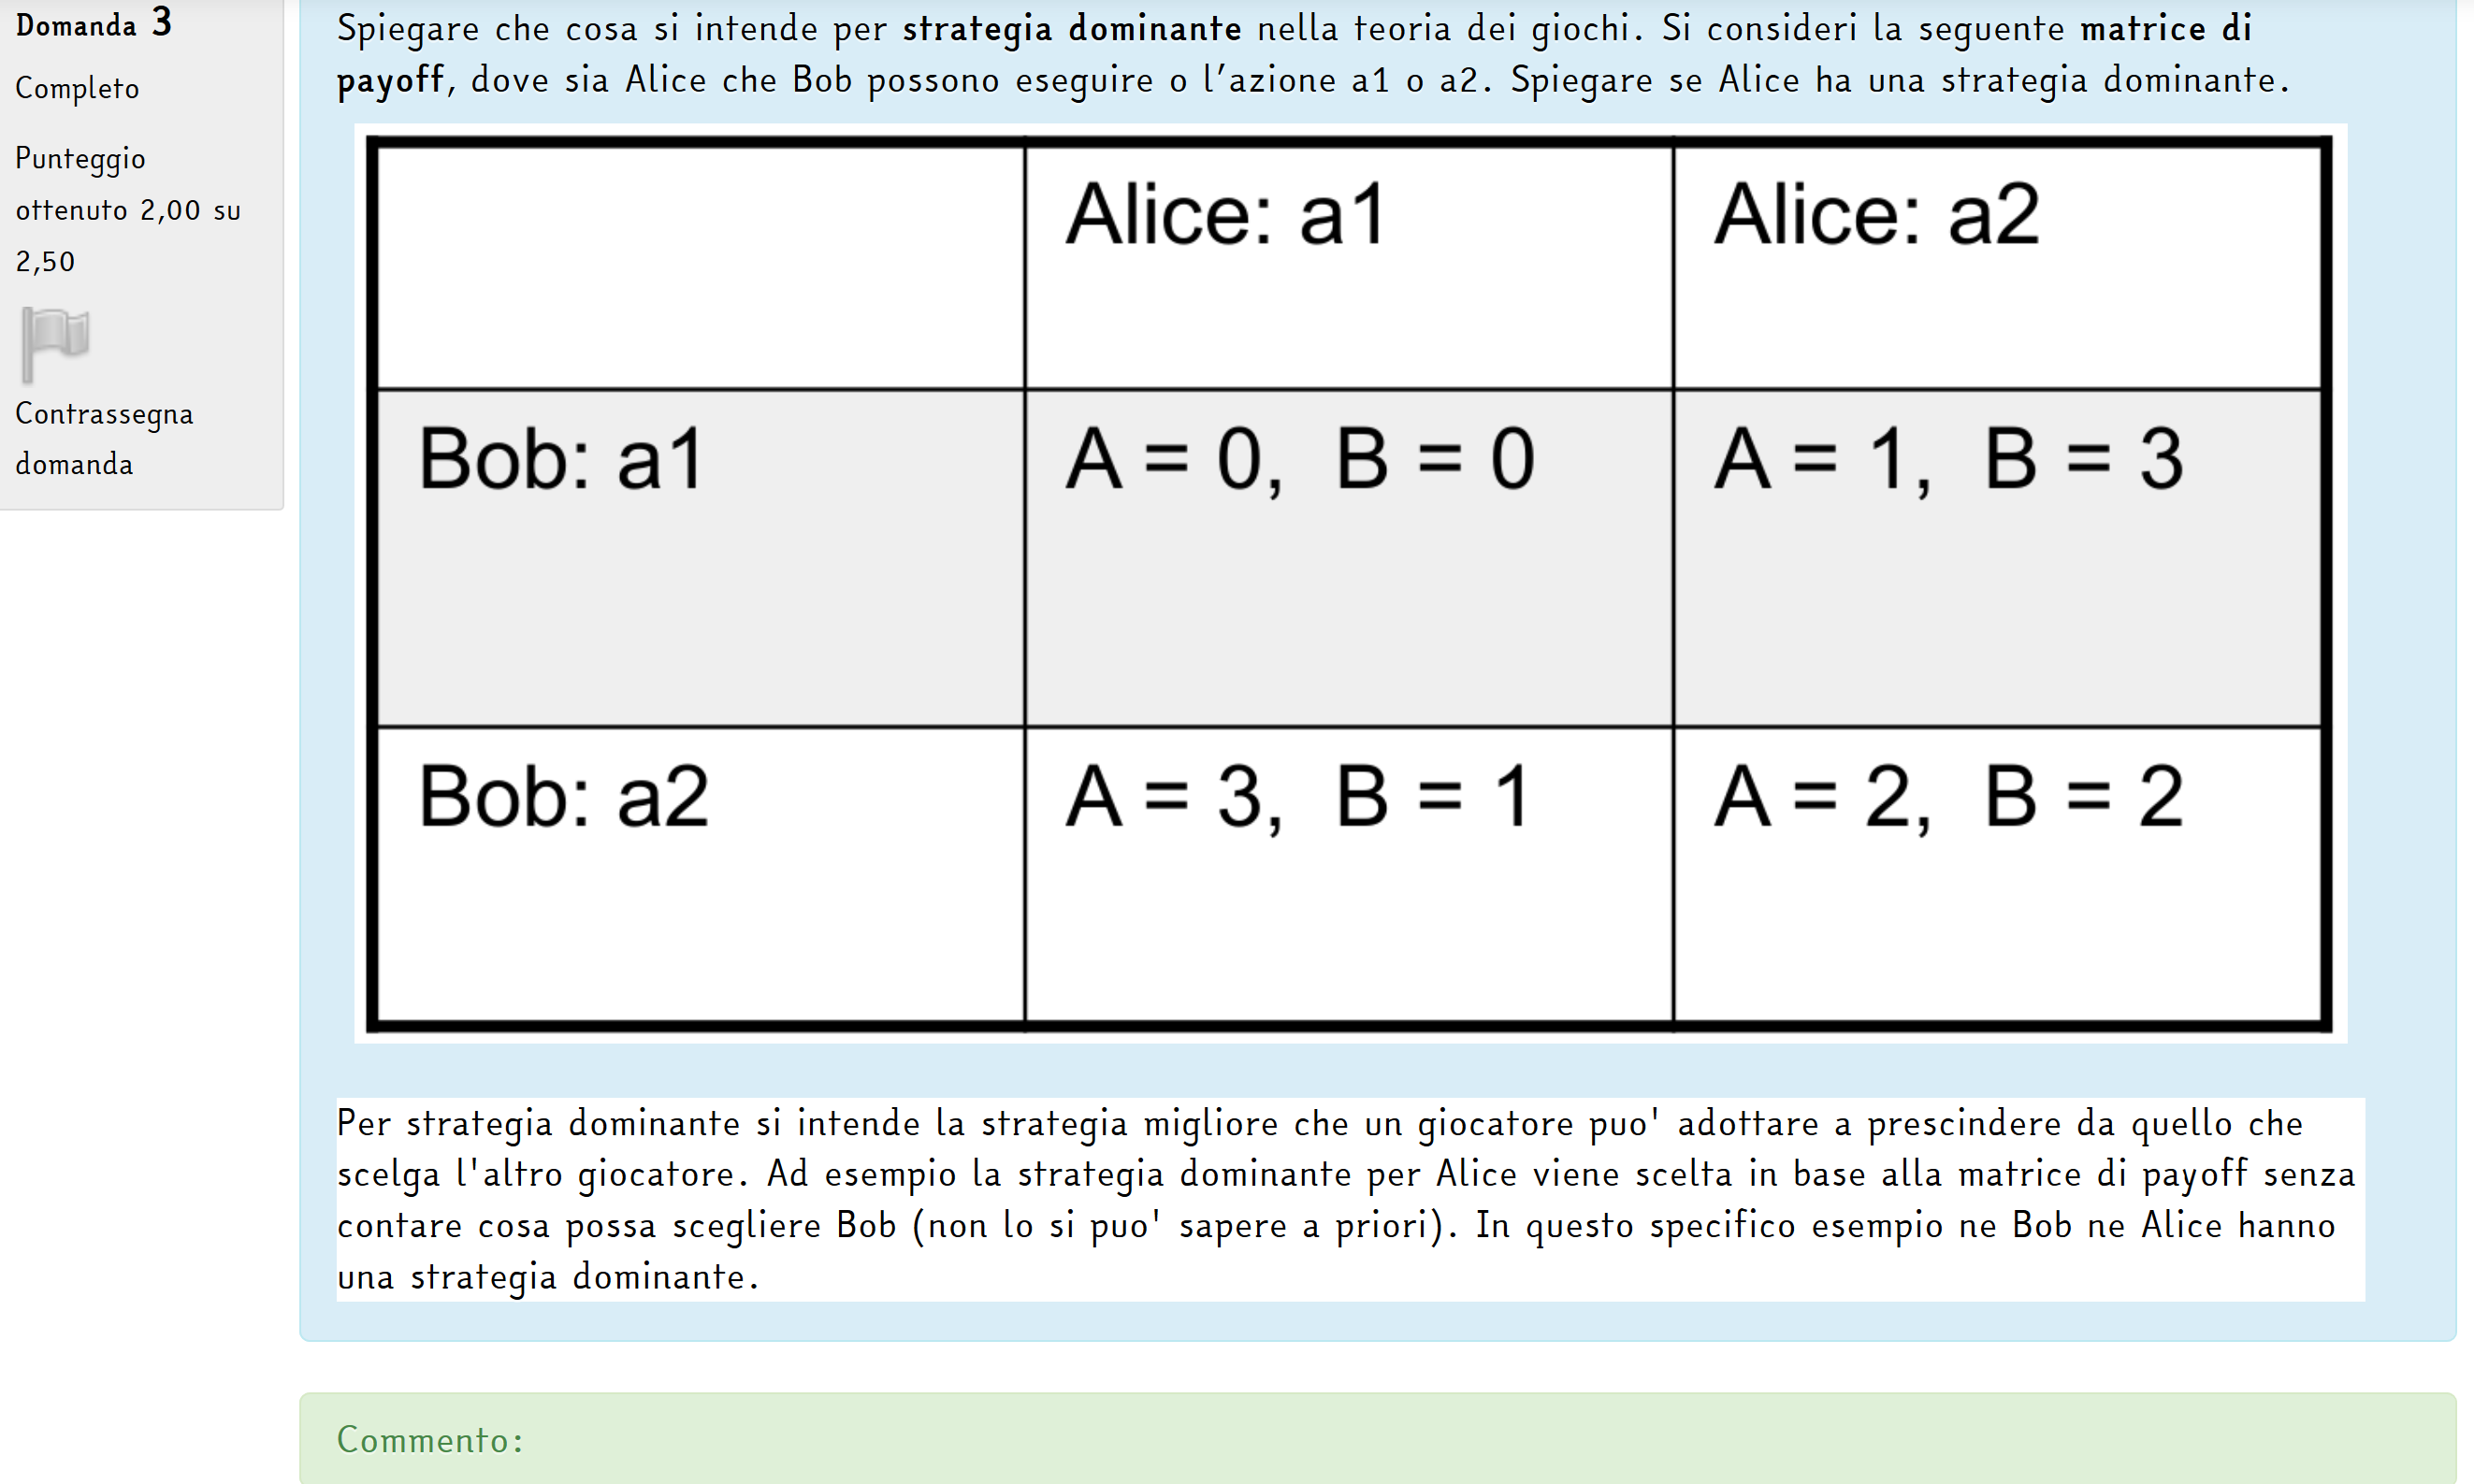 Domanda 3
Completo
Punteggio
ottenuto 2,00 su
2,50
Contrassegna
domanda
Spiegare che cosa si intende per strategia dominante nella teoria dei giochi. Si consideri la seguente matrice di
payoff, dove sia Alice che Bob possono eseguire o l’azione a1 o a2. Spiegare se Alice ha una strategia dominante.
Alice: a1
Alice: a2
Bob: a1
A = 0, B = 0
A = 1, B = 3
Bob: a2
A = 3, B = 1
A = 2, B = 2
Per strategia dominante si intende la strategia migliore che un giocatore puo' adottare a prescindere da quello che
scelga l'altro giocatore. Ad esempio la strategia dominante per Alice viene scelta in base alla matrice di payoff senza
contare cosa possa scegliere Bob (non lo si puo' sapere a priori). In questo specifico esempio ne Bob ne Alice hanno
una strategia dominante.
Commento: